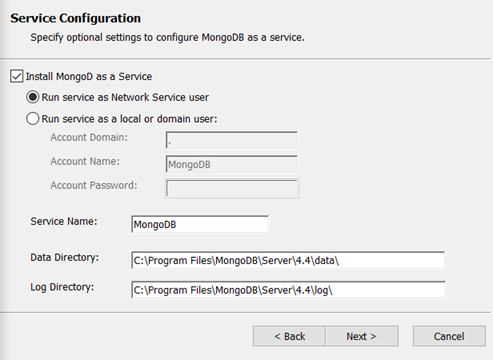 Service Configuration
Specify optional settings to configure MongoDB as a service.
Install MongoD as a Service
Run service as Network Service user
Run service as a local or domain user:
Account Domain: .
Account Name: MongoDB
Account Password:
Service Name: MongoDB
Data Directory: C:\Program Files\MongoDB\Server\4.4\data\
Log Directory: C:\Program Files\MongoDB\Server\4.4\log\
< Back Next > Cancel